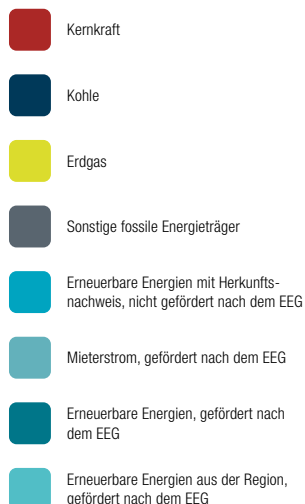 Kernkraft
Kohle
Erdgas
Sonstige fossile Energieträger
Erneuerbare Energien mit Herkunfts-
nachweis, nicht gefördert nach dem EEG
Mieterstrom, gefördert nach dem EEG
Erneuerbare Energien, gefördert nach
dem EEG
Erneuerbare Energien aus der Region,
gefördert nach dem EEG